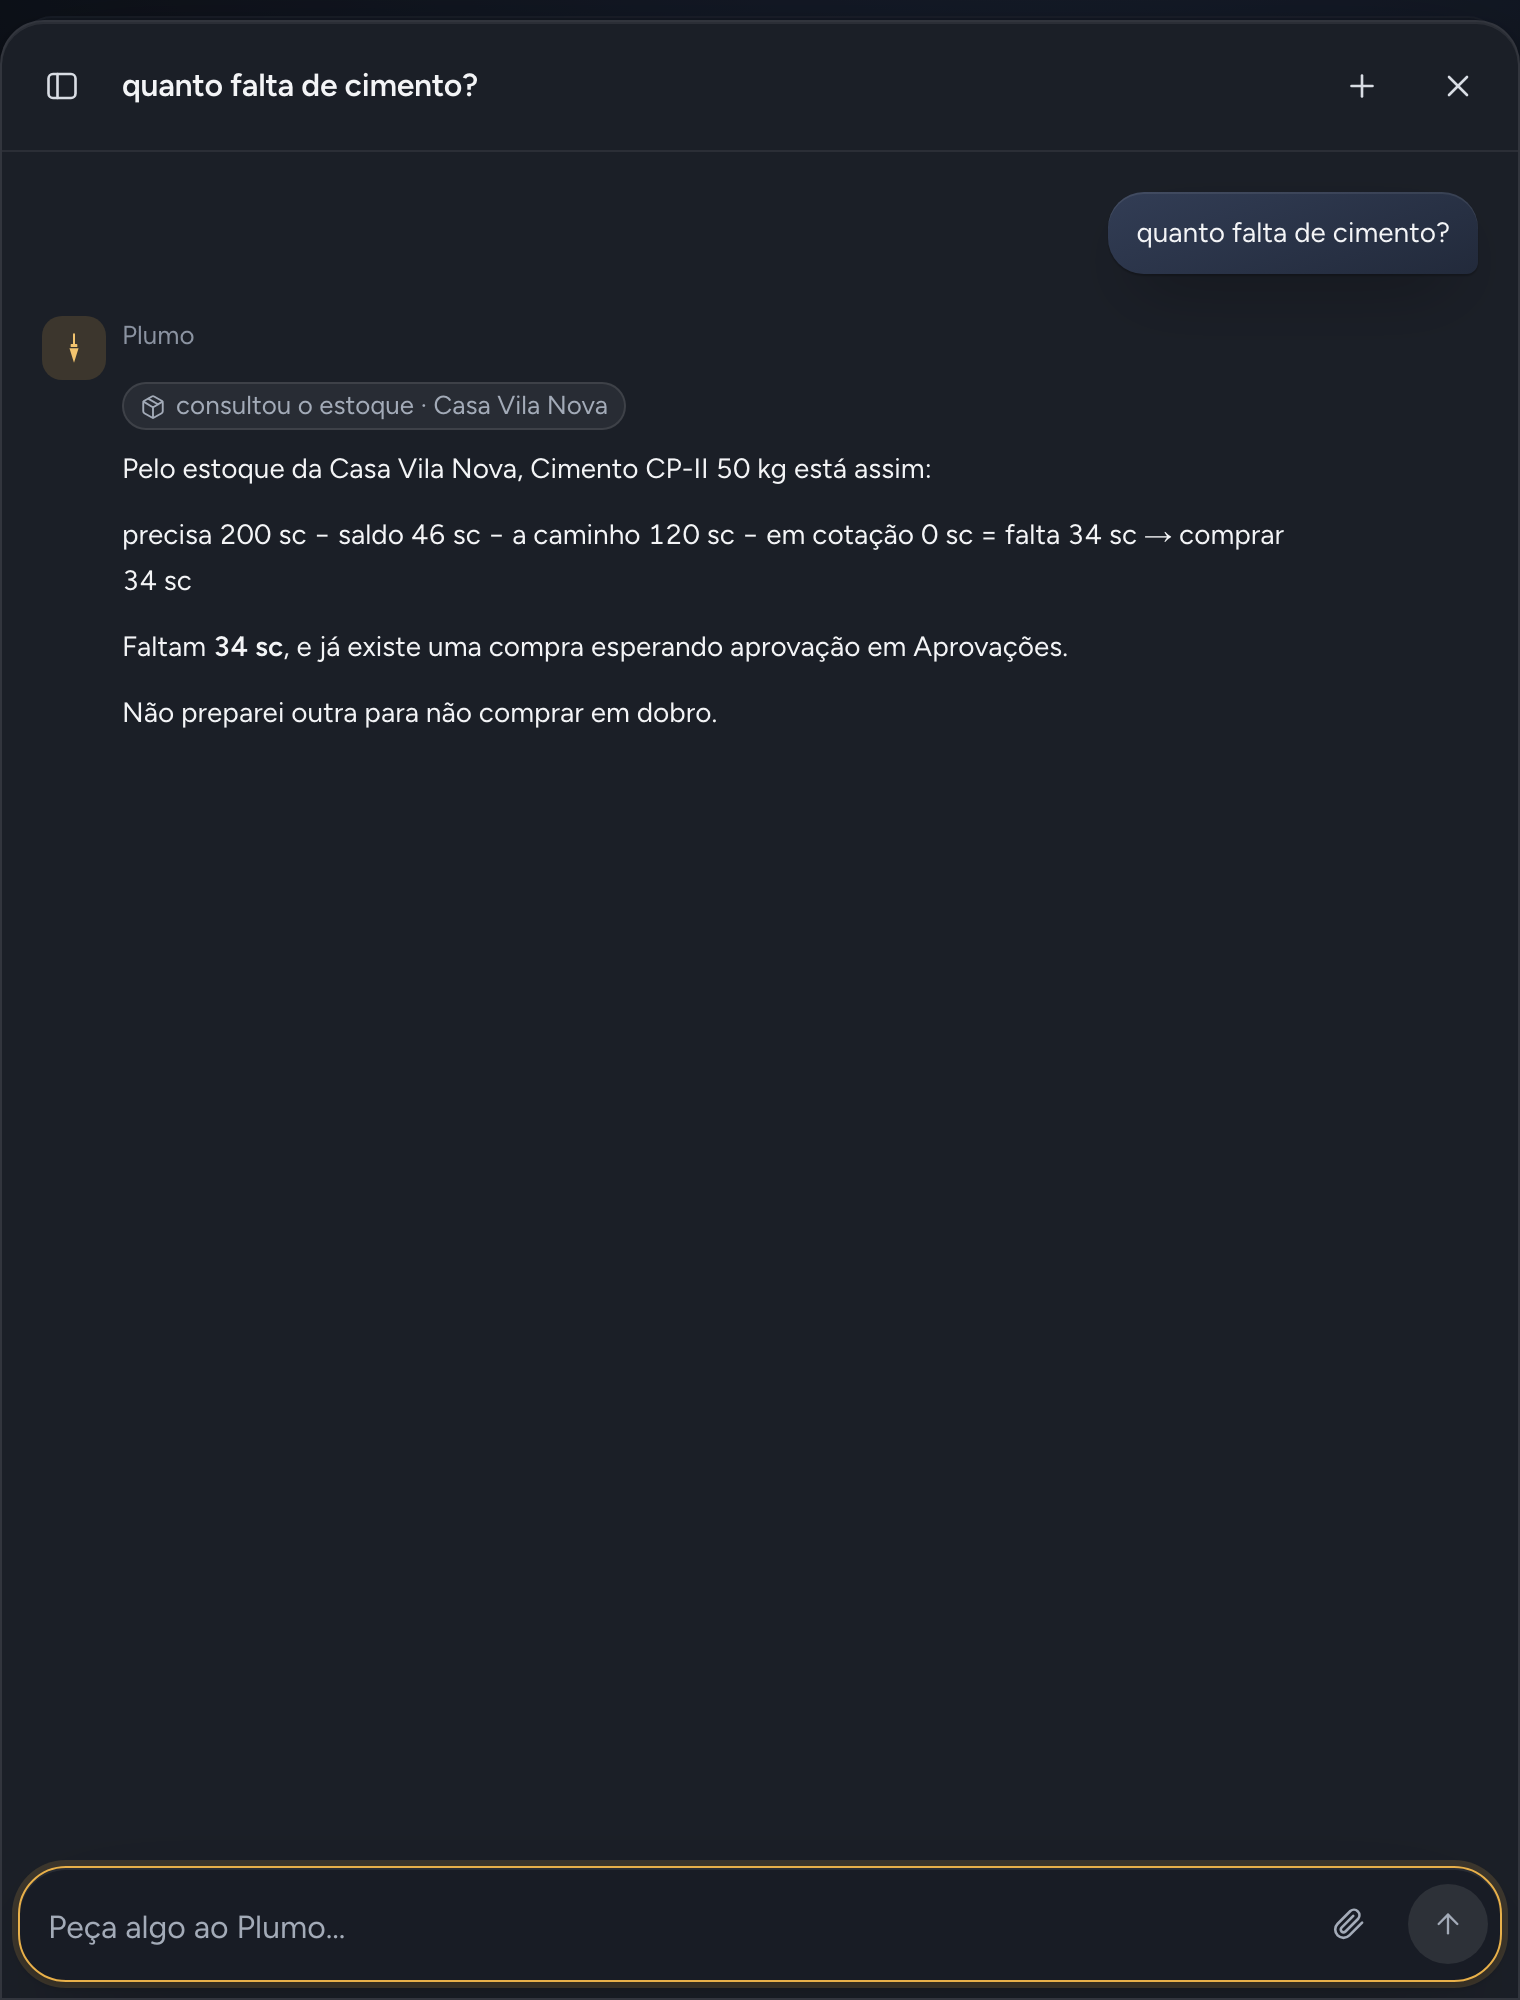 quanto falta de cimento?
quanto falta de cimento?
Plumo
consultou o estoque · Casa Vila Nova
Pelo estoque da Casa Vila Nova, Cimento CP-II 50 kg está assim:
precisa 200 sc − saldo 46 sc − a caminho 120 sc − em cotação 0 sc = falta 34 sc → comprar
34 sc
Faltam 34 sc, e já existe uma compra esperando aprovação em Aprovações.
Não preparei outra para não comprar em dobro.
Peça algo ao Plumo...